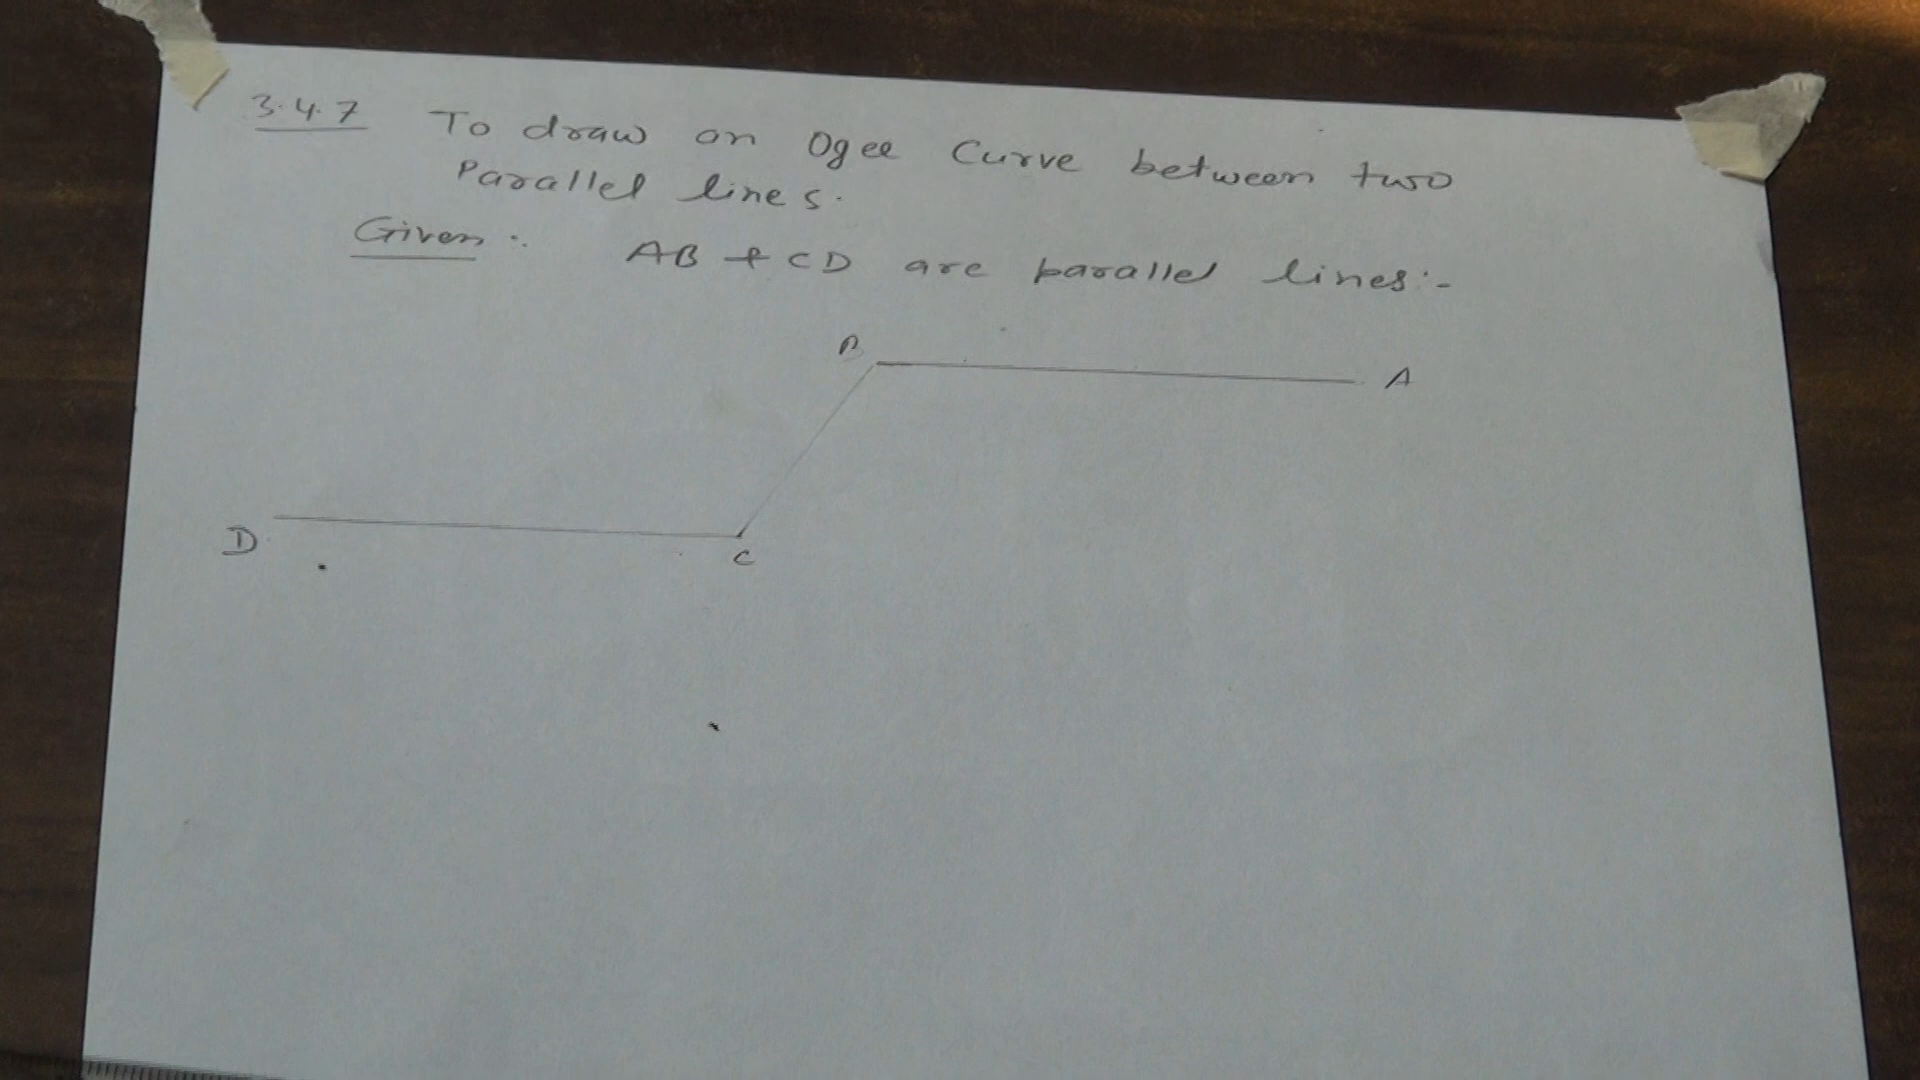 3.4.7 To draw an Ogee Curve between two
Parallel lines.
Given :. AB & CD are parallel lines:-
B
A
D
C